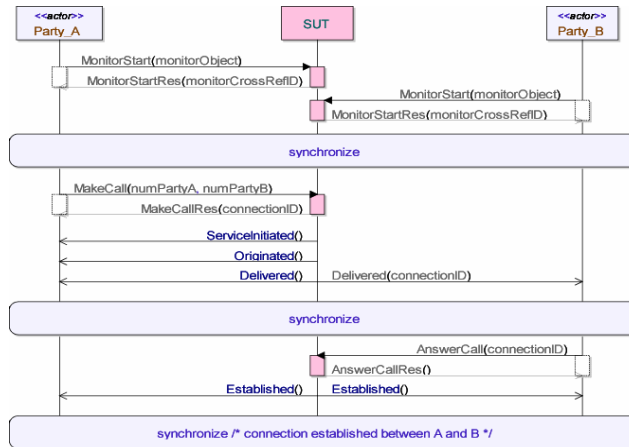 <<actor>>
Party_A
SUT
<<actor>>
Party_B
MonitorStart(monitorObject)
MonitorStartRes(monitorCrossRefID)
MonitorStart(monitorObject)
MonitorStartRes(monitorCrossRefID)
synchronize
MakeCall(numPartyA, numPartyB)
MakeCallRes(connectionID)
ServiceInitiated()
Originated()
Delivered() Delivered(connectionID)
synchronize
AnswerCall(connectionID)
AnswerCallRes()
Established() Established()
synchronize /* connection established between A and B */